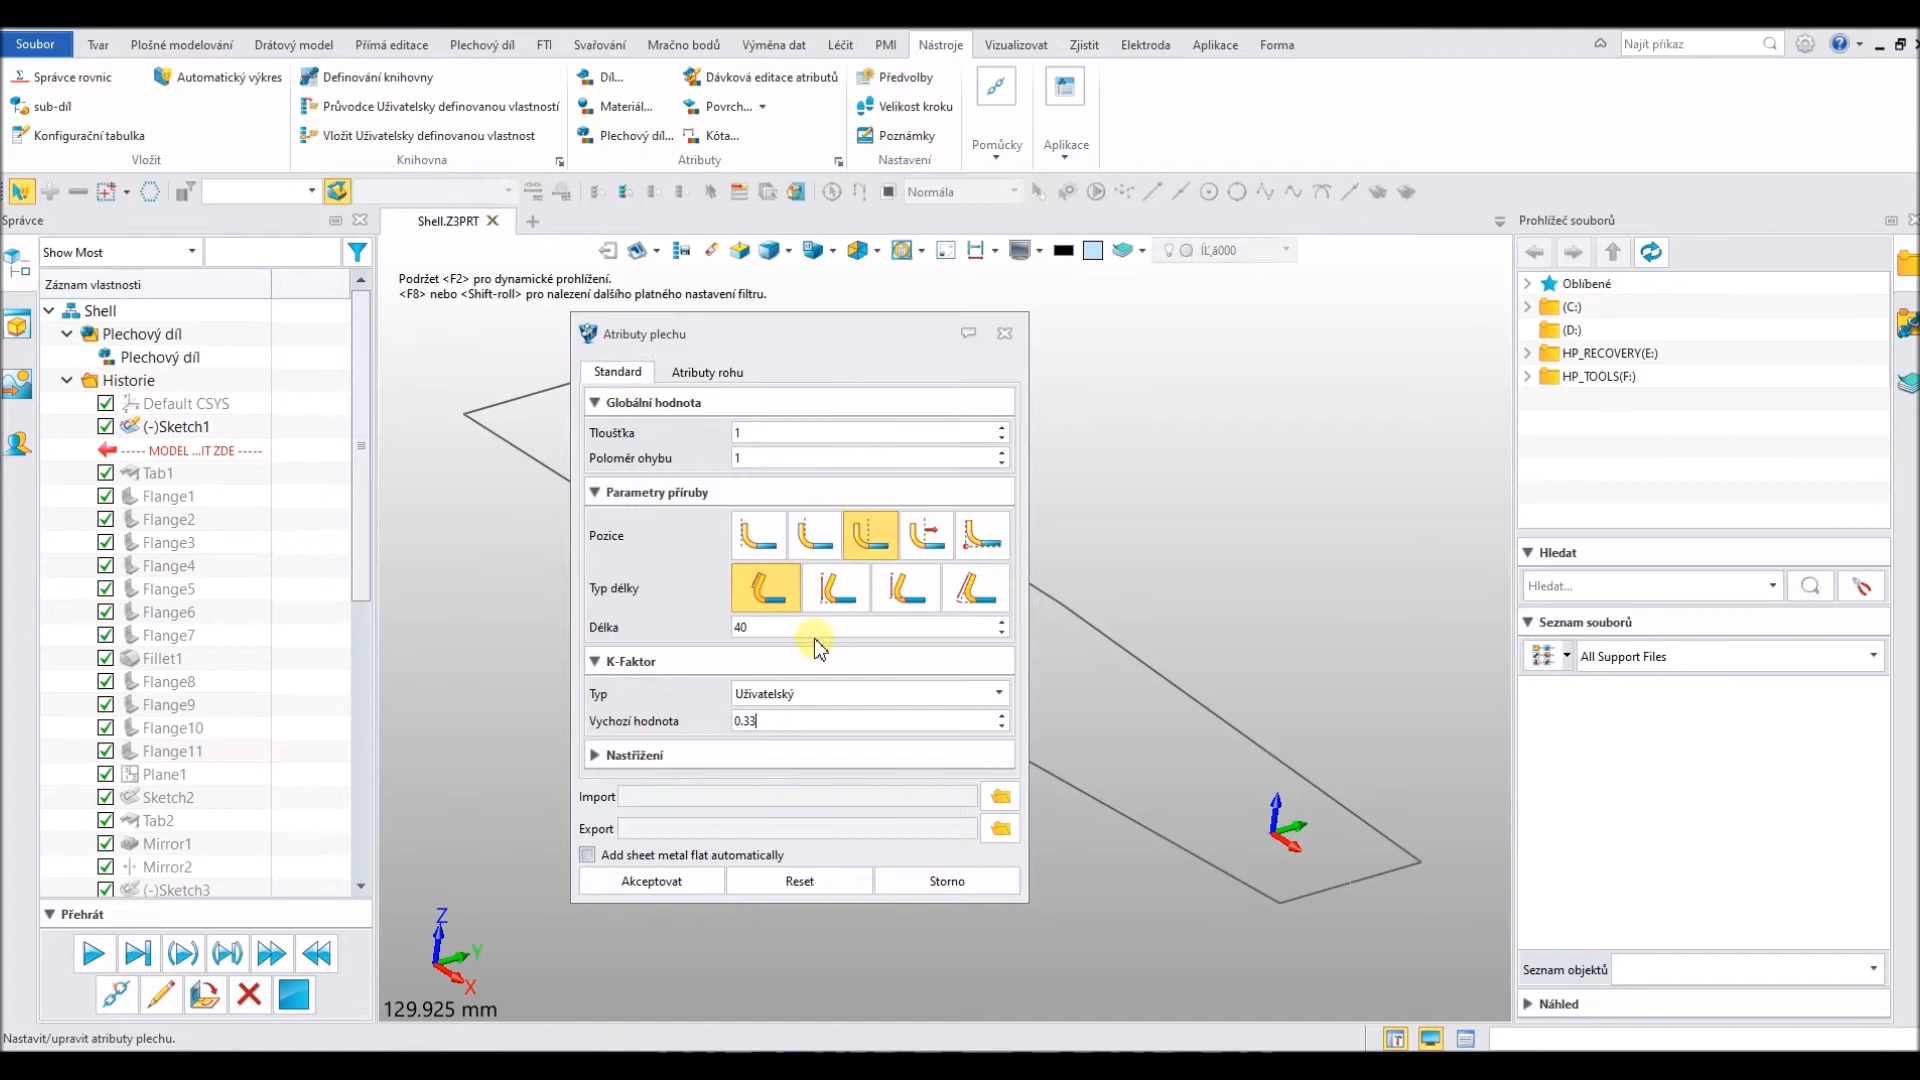 Soubor Tvar Plošné modelování Drátový model Přímá editace Plechový díl FTI Svařování Mračno bodů Výměna dat Léčit PMI Nástroje Vizualizovat Zjistit Elektroda Aplikace Forma Najít příkaz
Správce rovnic Automatický výkres Definování knihovny Díl... Dávková editace atributů Předvolby
sub-díl Průvodce Uživatelsky definovanou vlastností Materiál... Povrch... Velikost kroku
Konfigurační tabulka Vložit Uživatelsky definovanou vlastnost Plechový díl... Kóta... Poznámky
Pomůcky Aplikace
Vložit Knihovna Atributy Nastavení
Normála
Správce Shell.Z3PRT Prohlížeč souborů
Show Most
Podržet <F2> pro dynamické prohlížení.
<F8> nebo <Shift-roll> pro nalezení dalšího platného nastavení filtru.
Záznam vlastnosti
Shell
Plechový díl
Plechový díl
Historie
Default CSYS
(-)Sketch1
----- MODEL ...IT ZDE -----
Tab1
Flange1
Flange2
Flange3
Flange4
Flange5
Flange6
Flange7
Fillet1
Flange8
Flange9
Flange10
Flange11
Plane1
Sketch2
Tab2
Mirror1
Mirror2
(-)Sketch3
Přehrát
Atributy plechu
Standard Atributy rohu
Globální hodnota
Tloušťka 1
Poloměr ohybu 1
Parametry příruby
Pozice
Typ délky
Délka 40
K-Faktor
Typ Uživatelský
Vychozí hodnota 0.33
Nastřižení
Import
Export
Add sheet metal flat automatically
Akceptovat Reset Storno
Z
Y
X
129.925 mm
Oblíbené
(C:)
(D:)
HP_RECOVERY(E:)
HP_TOOLS(F:)
Hledat
Hledat...
Seznam souborů
All Support Files
Seznam objektů
Náhled
Nastavit/upravit atributy plechu.